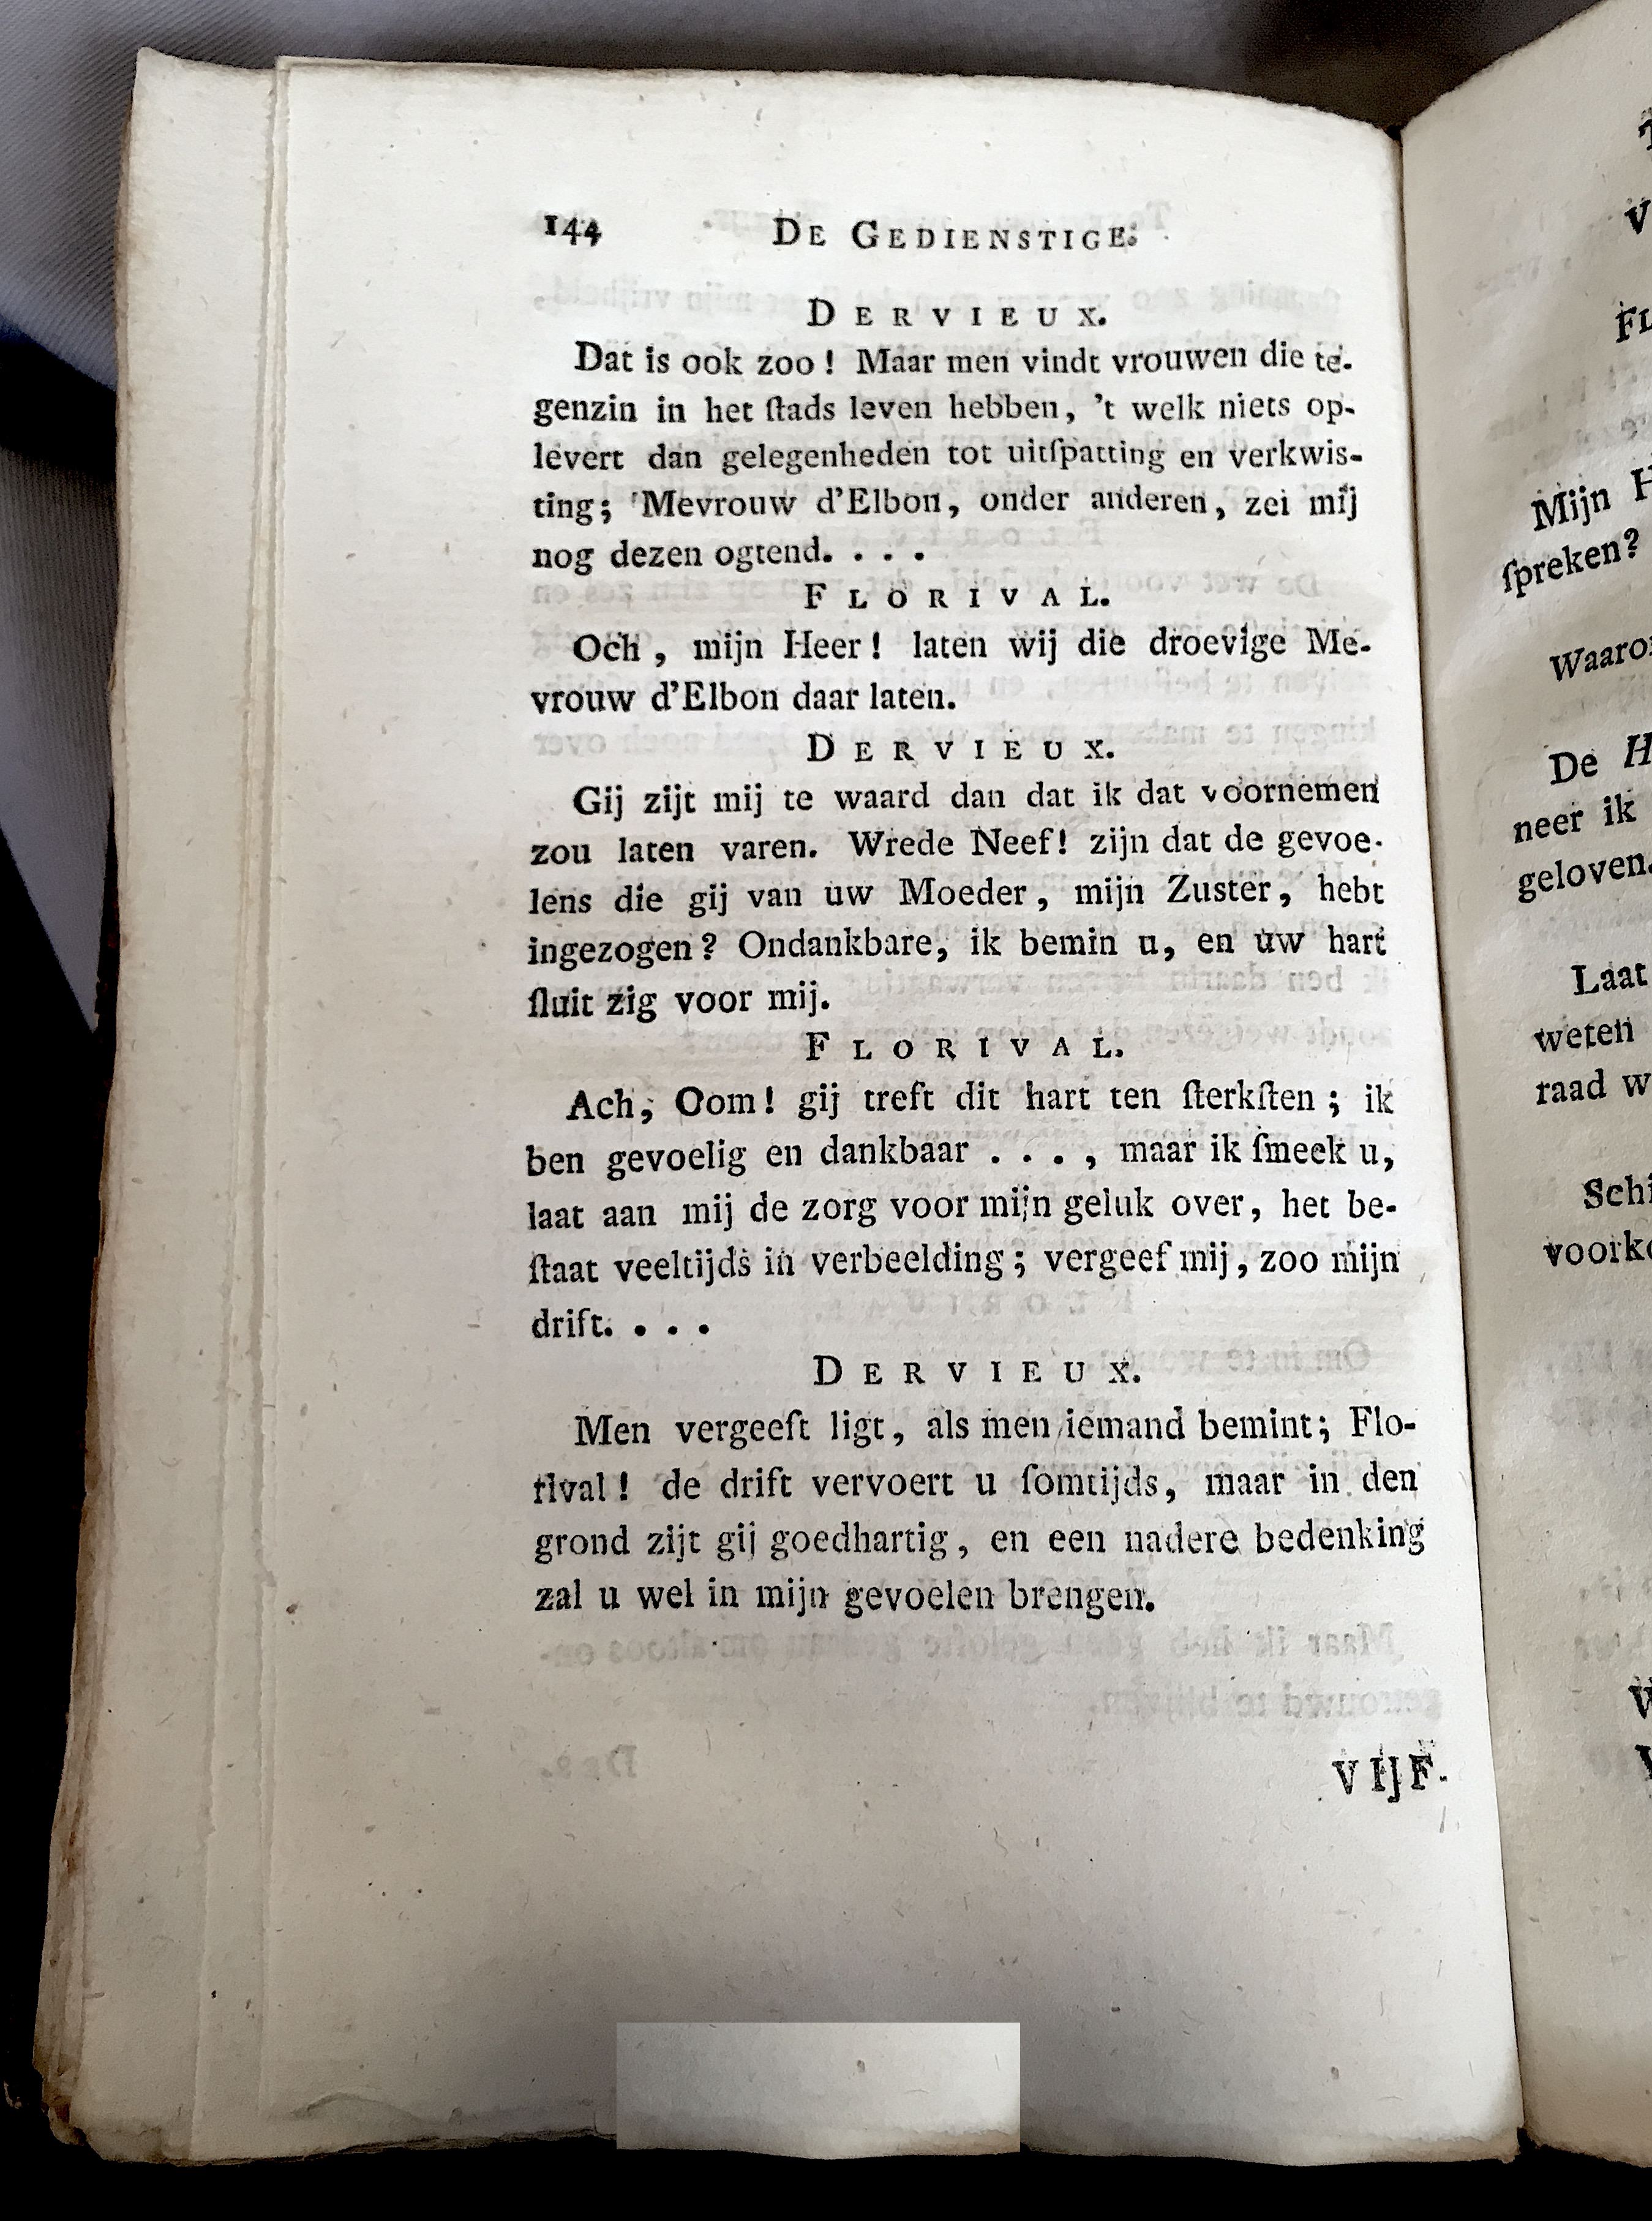 144 DE GEDIENSTIGE.
DERVIEUX.
Dat is ook zoo! Maar men vindt vrouwen die te-
genzin in het ſtads leven hebben, 't welk niets op-
levert dan gelegenheden tot uitſpatting en verkwis-
ting; Mevrouw d'Elbon, onder anderen, zei mij
nog dezen ogtend. . . .
FLORIVAL.
Och, mijn Heer! laten wij die droevige Me-
vrouw d'Elbon daar laten.
DERVIEUX.
Gij zijt mij te waard dan dat ik dat voornemen
zou laten varen. Wrede Neef! zijn dat de gevoe-
lens die gij van uw Moeder, mijn Zuster, hebt
ingezogen? Ondankbare, ik bemin u, en uw hart
ſluit zig voor mij.
FLORIVAL.
Ach, Oom! gij treft dit hart ten ſterkſten; ik
ben gevoelig en dankbaar . . . , maar ik ſmeek u,
laat aan mij de zorg voor mijn geluk over, het be-
ſtaat veeltijds in verbeelding; vergeef mij, zoo mijn
drift. . . .
DERVIEUX.
Men vergeeft ligt, als men iemand bemint; Flo-
rival! de drift vervoert u ſomtijds, maar in den
grond zijt gij goedhartig, en een nadere bedenking
zal u wel in mijn gevoelen brengen.
VIJF-
Mijn
ſpreken?
De
neer ik
geloven.
Laat
weten
raad